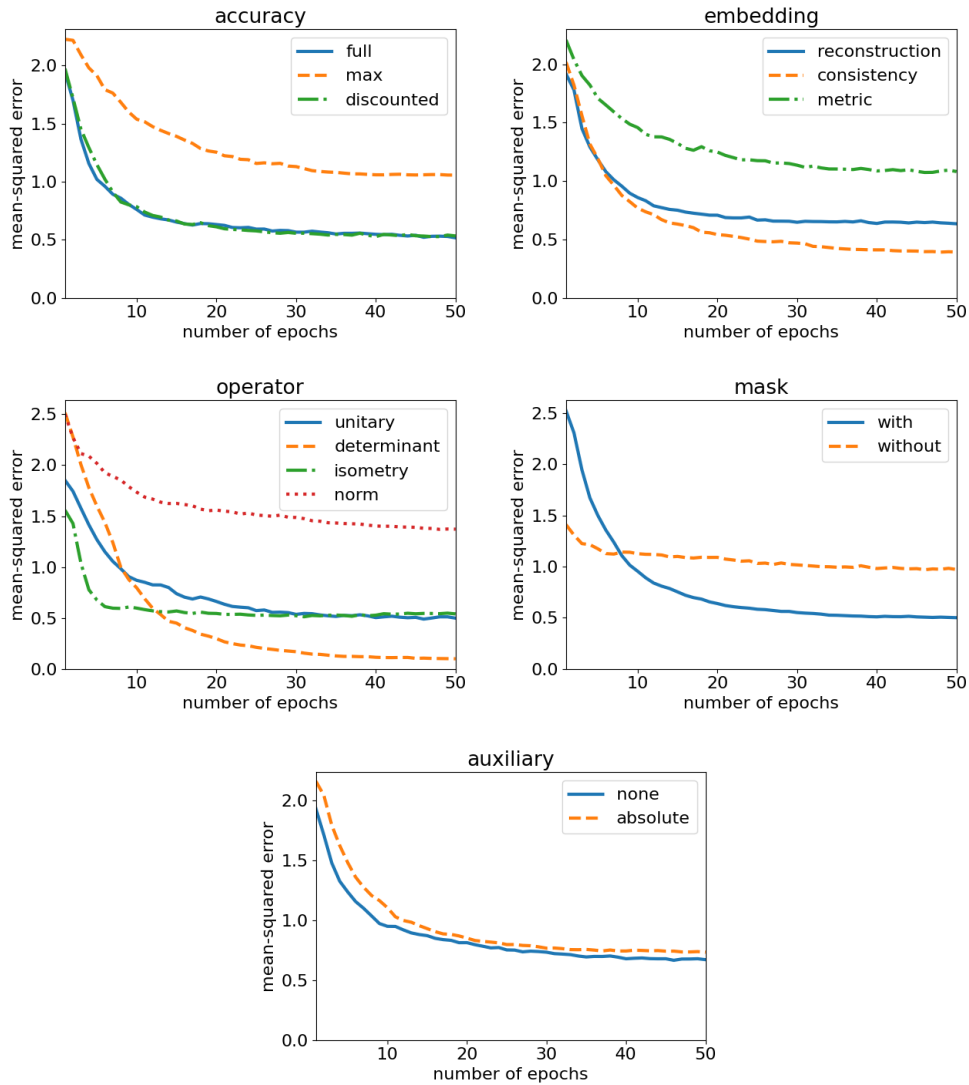 accuracy
mean-squared error
2.0
1.5
1.0
0.5
0.0
full
max
discounted
10 20 30 40 50
number of epochs
embedding
mean-squared error
2.0
1.5
1.0
0.5
0.0
reconstruction
consistency
metric
10 20 30 40 50
number of epochs
operator
mean-squared error
2.5
2.0
1.5
1.0
0.5
0.0
unitary
determinant
isometry
norm
10 20 30 40 50
number of epochs
mask
mean-squared error
2.5
2.0
1.5
1.0
0.5
0.0
with
without
10 20 30 40 50
number of epochs
auxiliary
mean-squared error
2.0
1.5
1.0
0.5
0.0
none
absolute
10 20 30 40 50
number of epochs